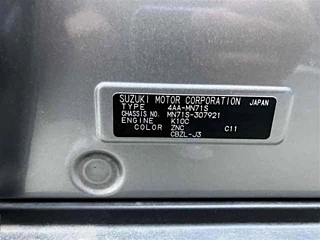 SUZUKI MOTOR CORPORATION JAPAN
TYPE 4AA-MN71S
CHASSIS NO. MN71S-307921
ENGINE K10C
COLOR ZNC C11
CBZL-J3